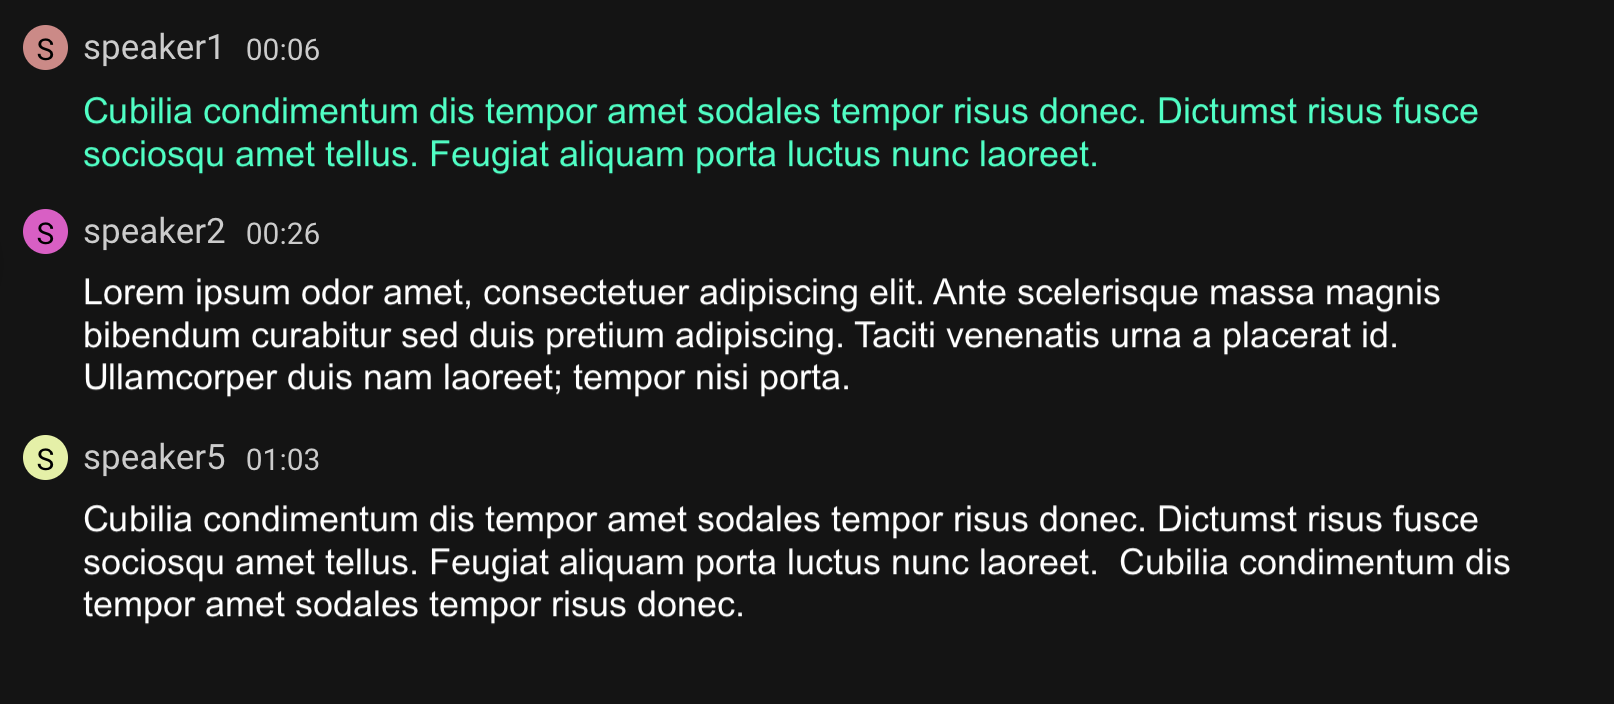 S speaker1 00:06
Cubilia condimentum dis tempor amet sodales tempor risus donec. Dictumst risus fusce
sociosqu amet tellus. Feugiat aliquam porta luctus nunc laoreet.
S speaker2 00:26
Lorem ipsum odor amet, consectetuer adipiscing elit. Ante scelerisque massa magnis
bibendum curabitur sed duis pretium adipiscing. Taciti venenatis urna a placerat id.
Ullamcorper duis nam laoreet; tempor nisi porta.
S speaker5 01:03
Cubilia condimentum dis tempor amet sodales tempor risus donec. Dictumst risus fusce
sociosqu amet tellus. Feugiat aliquam porta luctus nunc laoreet.  Cubilia condimentum dis
tempor amet sodales tempor risus donec.